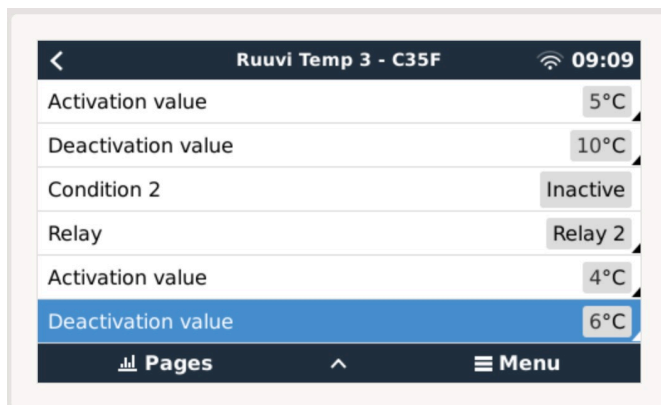 Ruuvi Temp 3 - C35F 09:09
Activation value 5°C
Deactivation value 10°C
Condition 2 Inactive
Relay Relay 2
Activation value 4°C
Deactivation value 6°C
Pages Menu